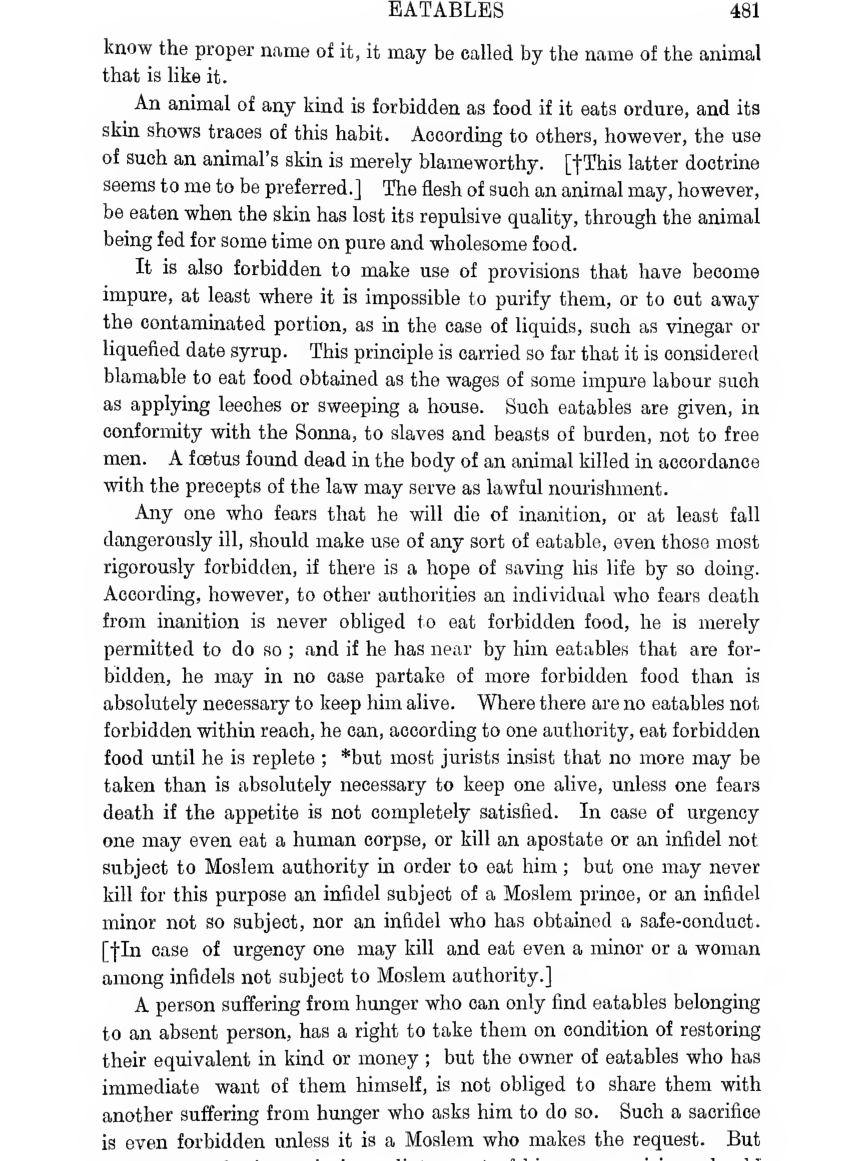 EATABLES 481
know the proper name of it, it may be called by the name of the animal
that is like it.
An animal of any kind is forbidden as food if it eats ordure, and its
skin shows traces of this habit. According to others, however, the use
of such an animal's skin is merely blameworthy. [†This latter doctrine
seems to me to be preferred.] The flesh of such an animal may, however,
be eaten when the skin has lost its repulsive quality, through the animal
being fed for some time on pure and wholesome food.
It is also forbidden to make use of provisions that have become
impure, at least where it is impossible to purify them, or to cut away
the contaminated portion, as in the case of liquids, such as vinegar or
liquefied date syrup. This principle is carried so far that it is considered
blamable to eat food obtained as the wages of some impure labour such
as applying leeches or sweeping a house. Such eatables are given, in
conformity with the Sonna, to slaves and beasts of burden, not to free
men. A fœtus found dead in the body of an animal killed in accordance
with the precepts of the law may serve as lawful nourishment.
Any one who fears that he will die of inanition, or at least fall
dangerously ill, should make use of any sort of eatable, even those most
rigorously forbidden, if there is a hope of saving his life by so doing.
According, however, to other authorities an individual who fears death
from inanition is never obliged to eat forbidden food, he is merely
permitted to do so ; and if he has near by him eatables that are for-
bidden, he may in no case partake of more forbidden food than is
absolutely necessary to keep him alive. Where there are no eatables not
forbidden within reach, he can, according to one authority, eat forbidden
food until he is replete ; *but most jurists insist that no more may be
taken than is absolutely necessary to keep one alive, unless one fears
death if the appetite is not completely satisfied. In case of urgency
one may even eat a human corpse, or kill an apostate or an infidel not
subject to Moslem authority in order to eat him ; but one may never
kill for this purpose an infidel subject of a Moslem prince, or an infidel
minor not so subject, nor an infidel who has obtained a safe-conduct.
[†In case of urgency one may kill and eat even a minor or a woman
among infidels not subject to Moslem authority.]
A person suffering from hunger who can only find eatables belonging
to an absent person, has a right to take them on condition of restoring
their equivalent in kind or money ; but the owner of eatables who has
immediate want of them himself, is not obliged to share them with
another suffering from hunger who asks him to do so. Such a sacrifice
is even forbidden unless it is a Moslem who makes the request. But